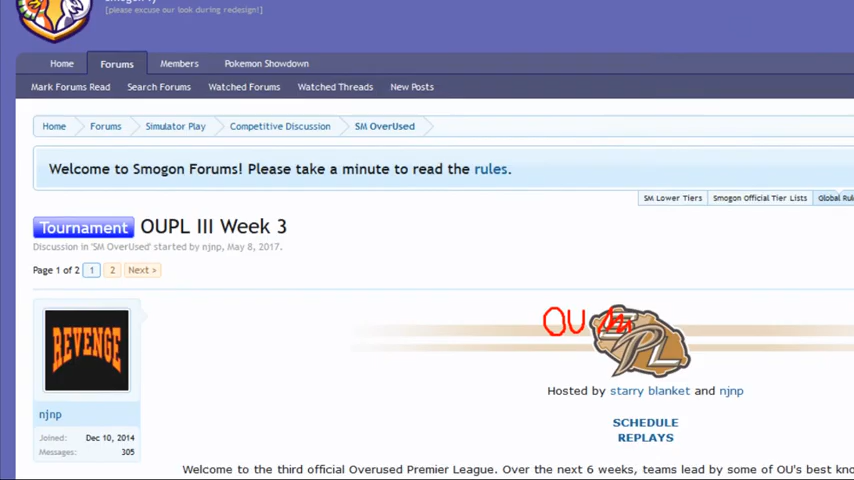 [please excuse our look during redesign!]
Home Forums Members Pokemon Showdown
Mark Forums Read Search Forums Watched Forums Watched Threads New Posts
Home Forums Simulator Play Competitive Discussion SM OverUsed
Welcome to Smogon Forums! Please take a minute to read the rules.
SM Lower Tiers Smogon Official Tier Lists Global Rul
Tournament OUPL III Week 3
Discussion in 'SM OverUsed' started by njnp, May 8, 2017.
Page 1 of 2 1 2 Next >
REVENGE
OU
PL
Hosted by starry blanket and njnp
SCHEDULE
REPLAYS
njnp
Joined: Dec 10, 2014
Messages: 305
Welcome to the third official Overused Premier League. Over the next 6 weeks, teams lead by some of OU's best kno